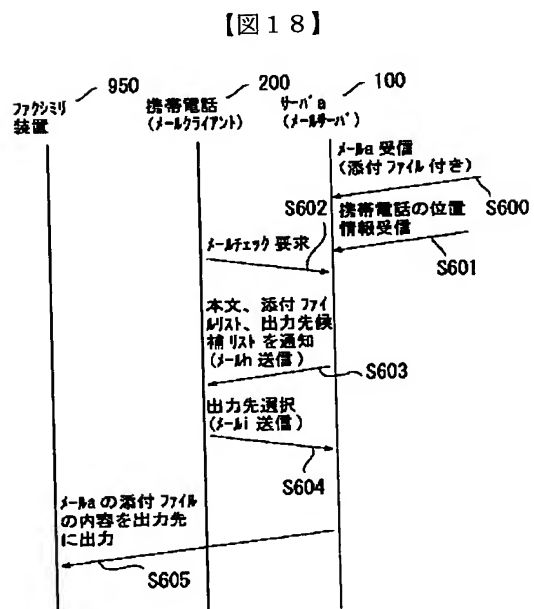 【図１８】
950
200
100
ファクシミリ
装置
携帯電話
(メールクライアント)
サーバa
(メールサーバ)
メールa 受信
(添付ファイル付き)
S600
S602
携帯電話の位置
情報受信
S601
メールチェック要求
本文、添付ファイ
ルリスト、出力先候
補リストを通知
(メールh 送信)
S603
出力先選択
(メールi 送信)
S604
メールaの添付ファイル
の内容を出力先
に出力
S605